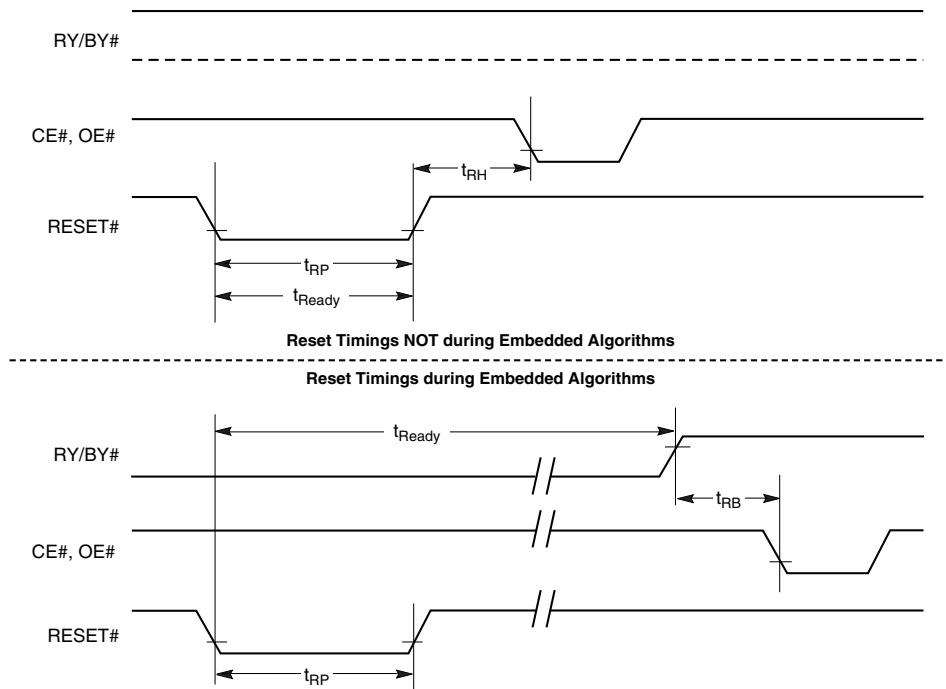 RY/BY#
CE#, OE#
tRH
RESET#
tRP
tReady
Reset Timings NOT during Embedded Algorithms
Reset Timings during Embedded Algorithms
tReady
RY/BY#
tRB
CE#, OE#
RESET#
tRP